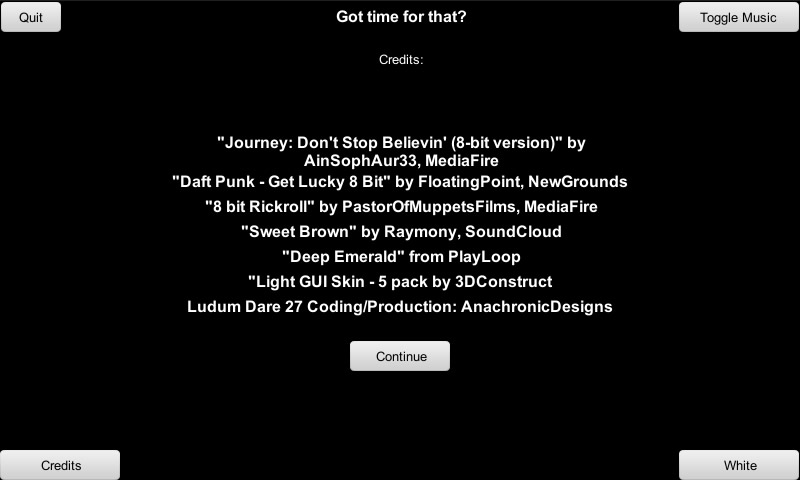 Quit
Got time for that?
Toggle Music
Credits:
"Journey: Don't Stop Believin' (8-bit version)" by
AinSophAur33, MediaFire
"Daft Punk - Get Lucky 8 Bit" by FloatingPoint, NewGrounds
"8 bit Rickroll" by PastorOfMuppetsFilms, MediaFire
"Sweet Brown" by Raymony, SoundCloud
"Deep Emerald" from PlayLoop
"Light GUI Skin - 5 pack by 3DConstruct
Ludum Dare 27 Coding/Production: AnachronicDesigns
Continue
Credits
White